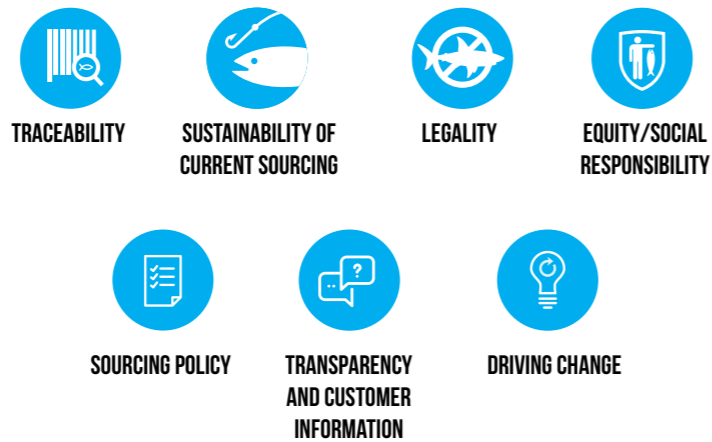 TRACEABILITY
SUSTAINABILITY OF
CURRENT SOURCING
LEGALITY
EQUITY/SOCIAL
RESPONSIBILITY
?
SOURCING POLICY
TRANSPARENCY
AND CUSTOMER
INFORMATION
DRIVING CHANGE